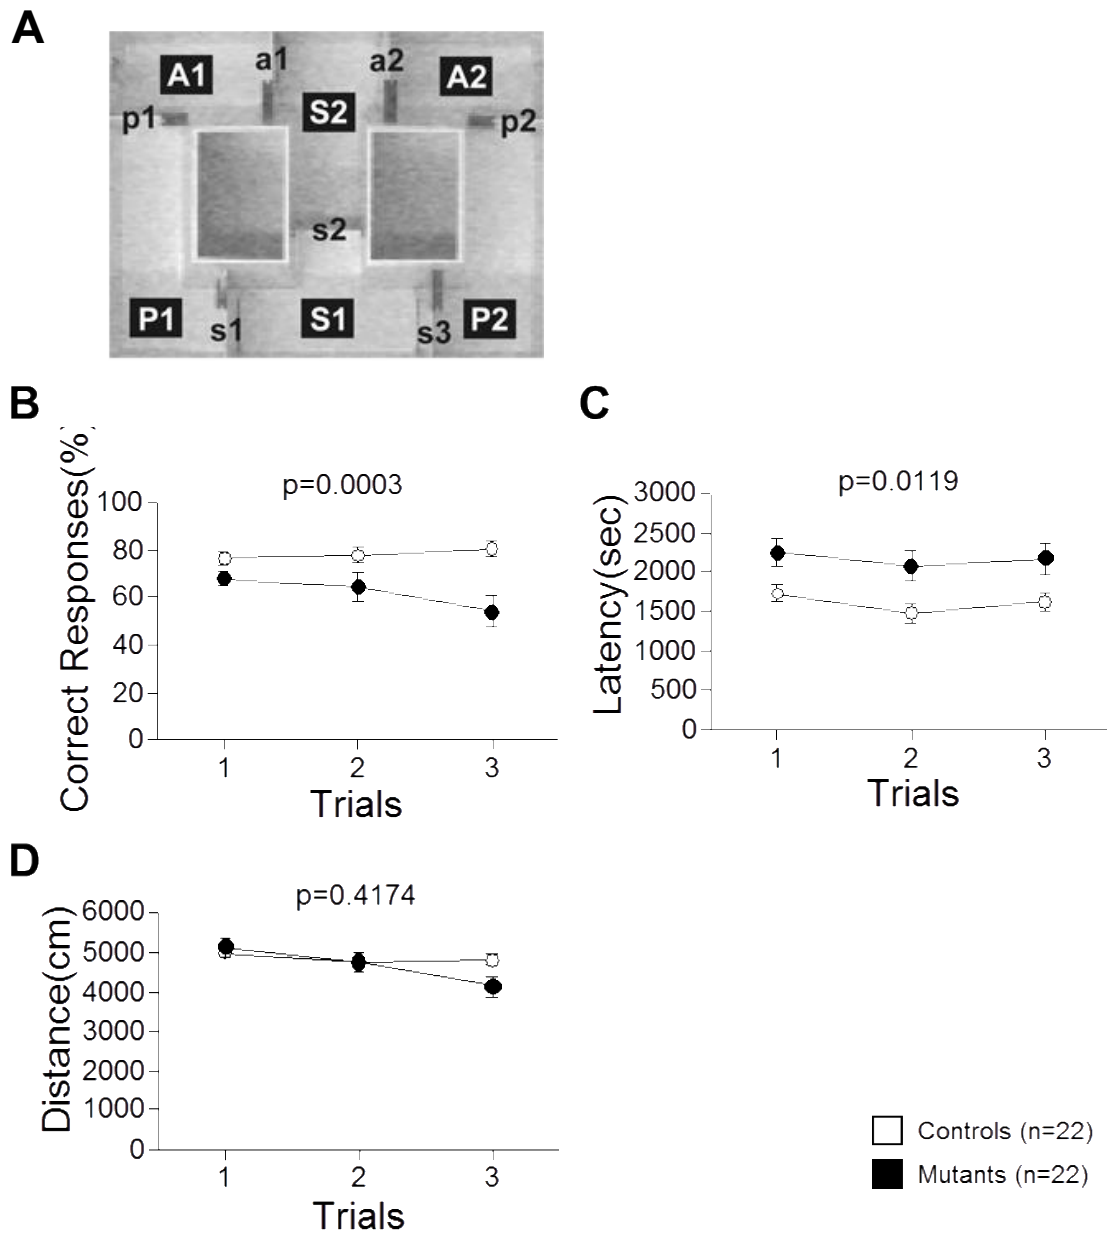 A
A1
a1
a2
A2
p1
S2
p2
s2
P1
s1
S1
s3
P2
B
Correct Responses(%)
p=0.0003
100
80
60
40
20
0
1 2 3
Trials
C
Latency(sec)
p=0.0119
3000
2500
2000
1500
1000
500
0
1 2 3
Trials
D
Distance(cm)
p=0.4174
6000
5000
4000
3000
2000
1000
0
1 2 3
Trials
Controls (n=22)
Mutants (n=22)